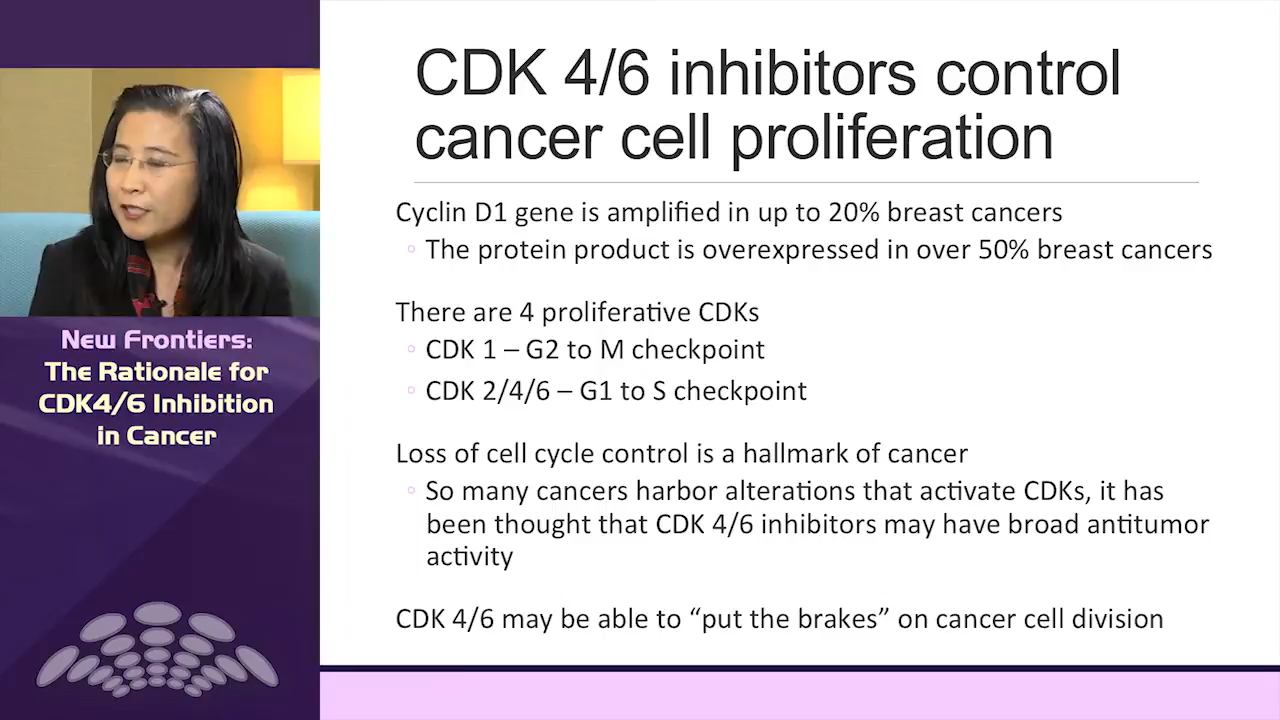 CDK 4/6 inhibitors control
cancer cell proliferation
Cyclin D1 gene is amplified in up to 20% breast cancers
◦ The protein product is overexpressed in over 50% breast cancers
There are 4 proliferative CDKs
◦ CDK 1 – G2 to M checkpoint
◦ CDK 2/4/6 – G1 to S checkpoint
Loss of cell cycle control is a hallmark of cancer
◦ So many cancers harbor alterations that activate CDKs, it has
been thought that CDK 4/6 inhibitors may have broad antitumor
activity
CDK 4/6 may be able to “put the brakes” on cancer cell division
New Frontiers:
The Rationale for
CDK4/6 Inhibition
in Cancer